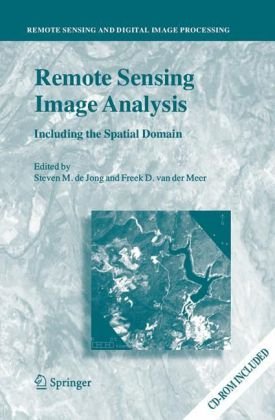 REMOTE SENSING AND DIGITAL IMAGE PROCESSING
Remote Sensing
Image Analysis
Including the Spatial Domain
Edited by
Steven M. de Jong and Freek D. van der Meer
Springer
CD-ROM INCLUDED